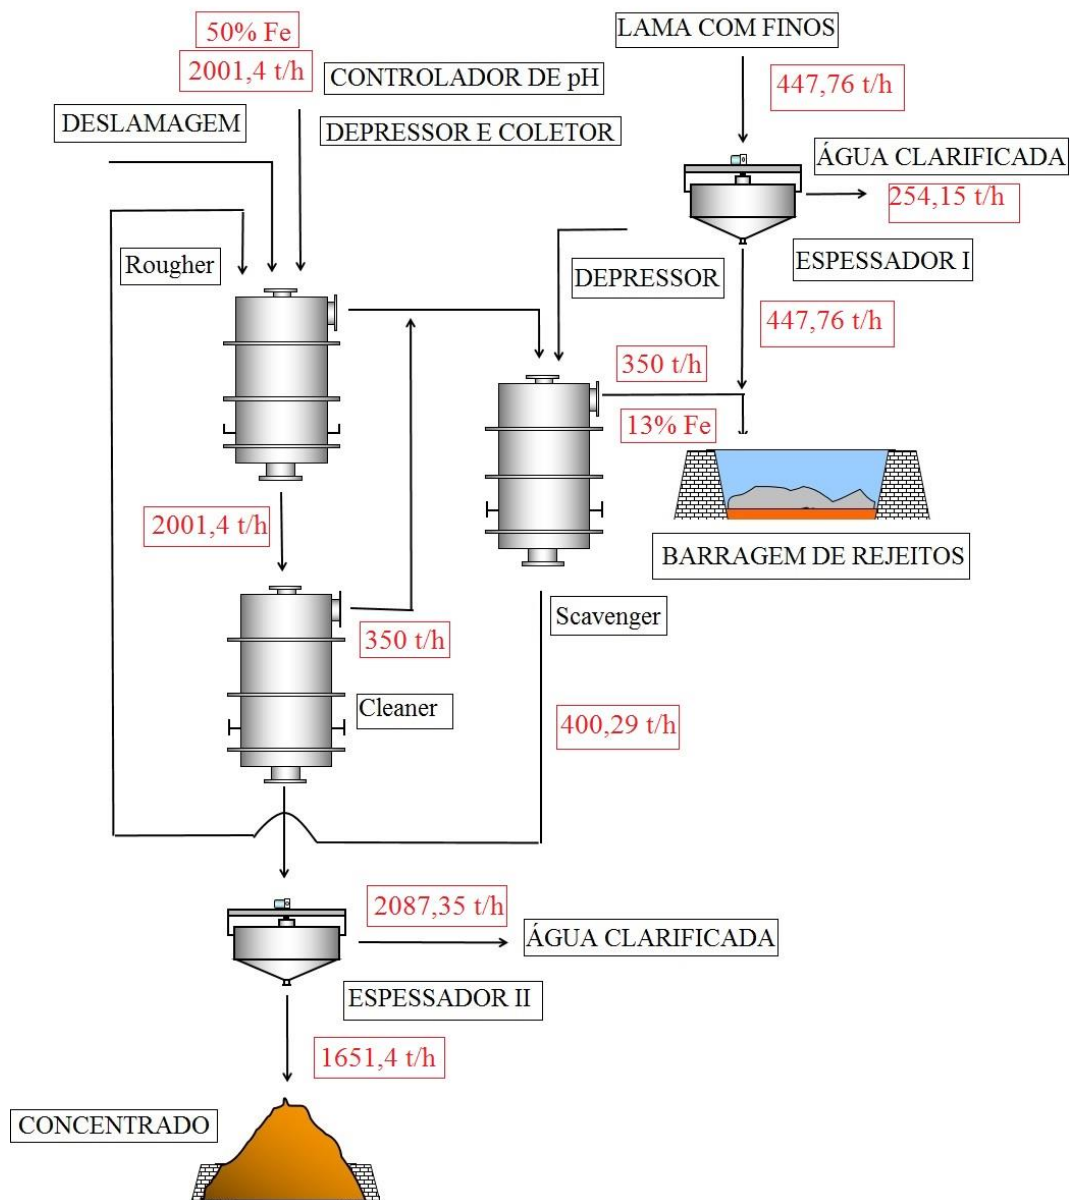 50% Fe
2001,4 t/h
CONTROLADOR DE pH
DESLAMAGEM
DEPRESSOR E COLETOR
LAMA COM FINOS
447,76 t/h
ÁGUA CLARIFICADA
254,15 t/h
ESPESSADOR I
Rougher
DEPRESSOR
447,76 t/h
350 t/h
13% Fe
2001,4 t/h
BARRAGEM DE REJEITOS
Scavenger
350 t/h
Cleaner
400,29 t/h
2087,35 t/h
ÁGUA CLARIFICADA
ESPESSADOR II
1651,4 t/h
CONCENTRADO